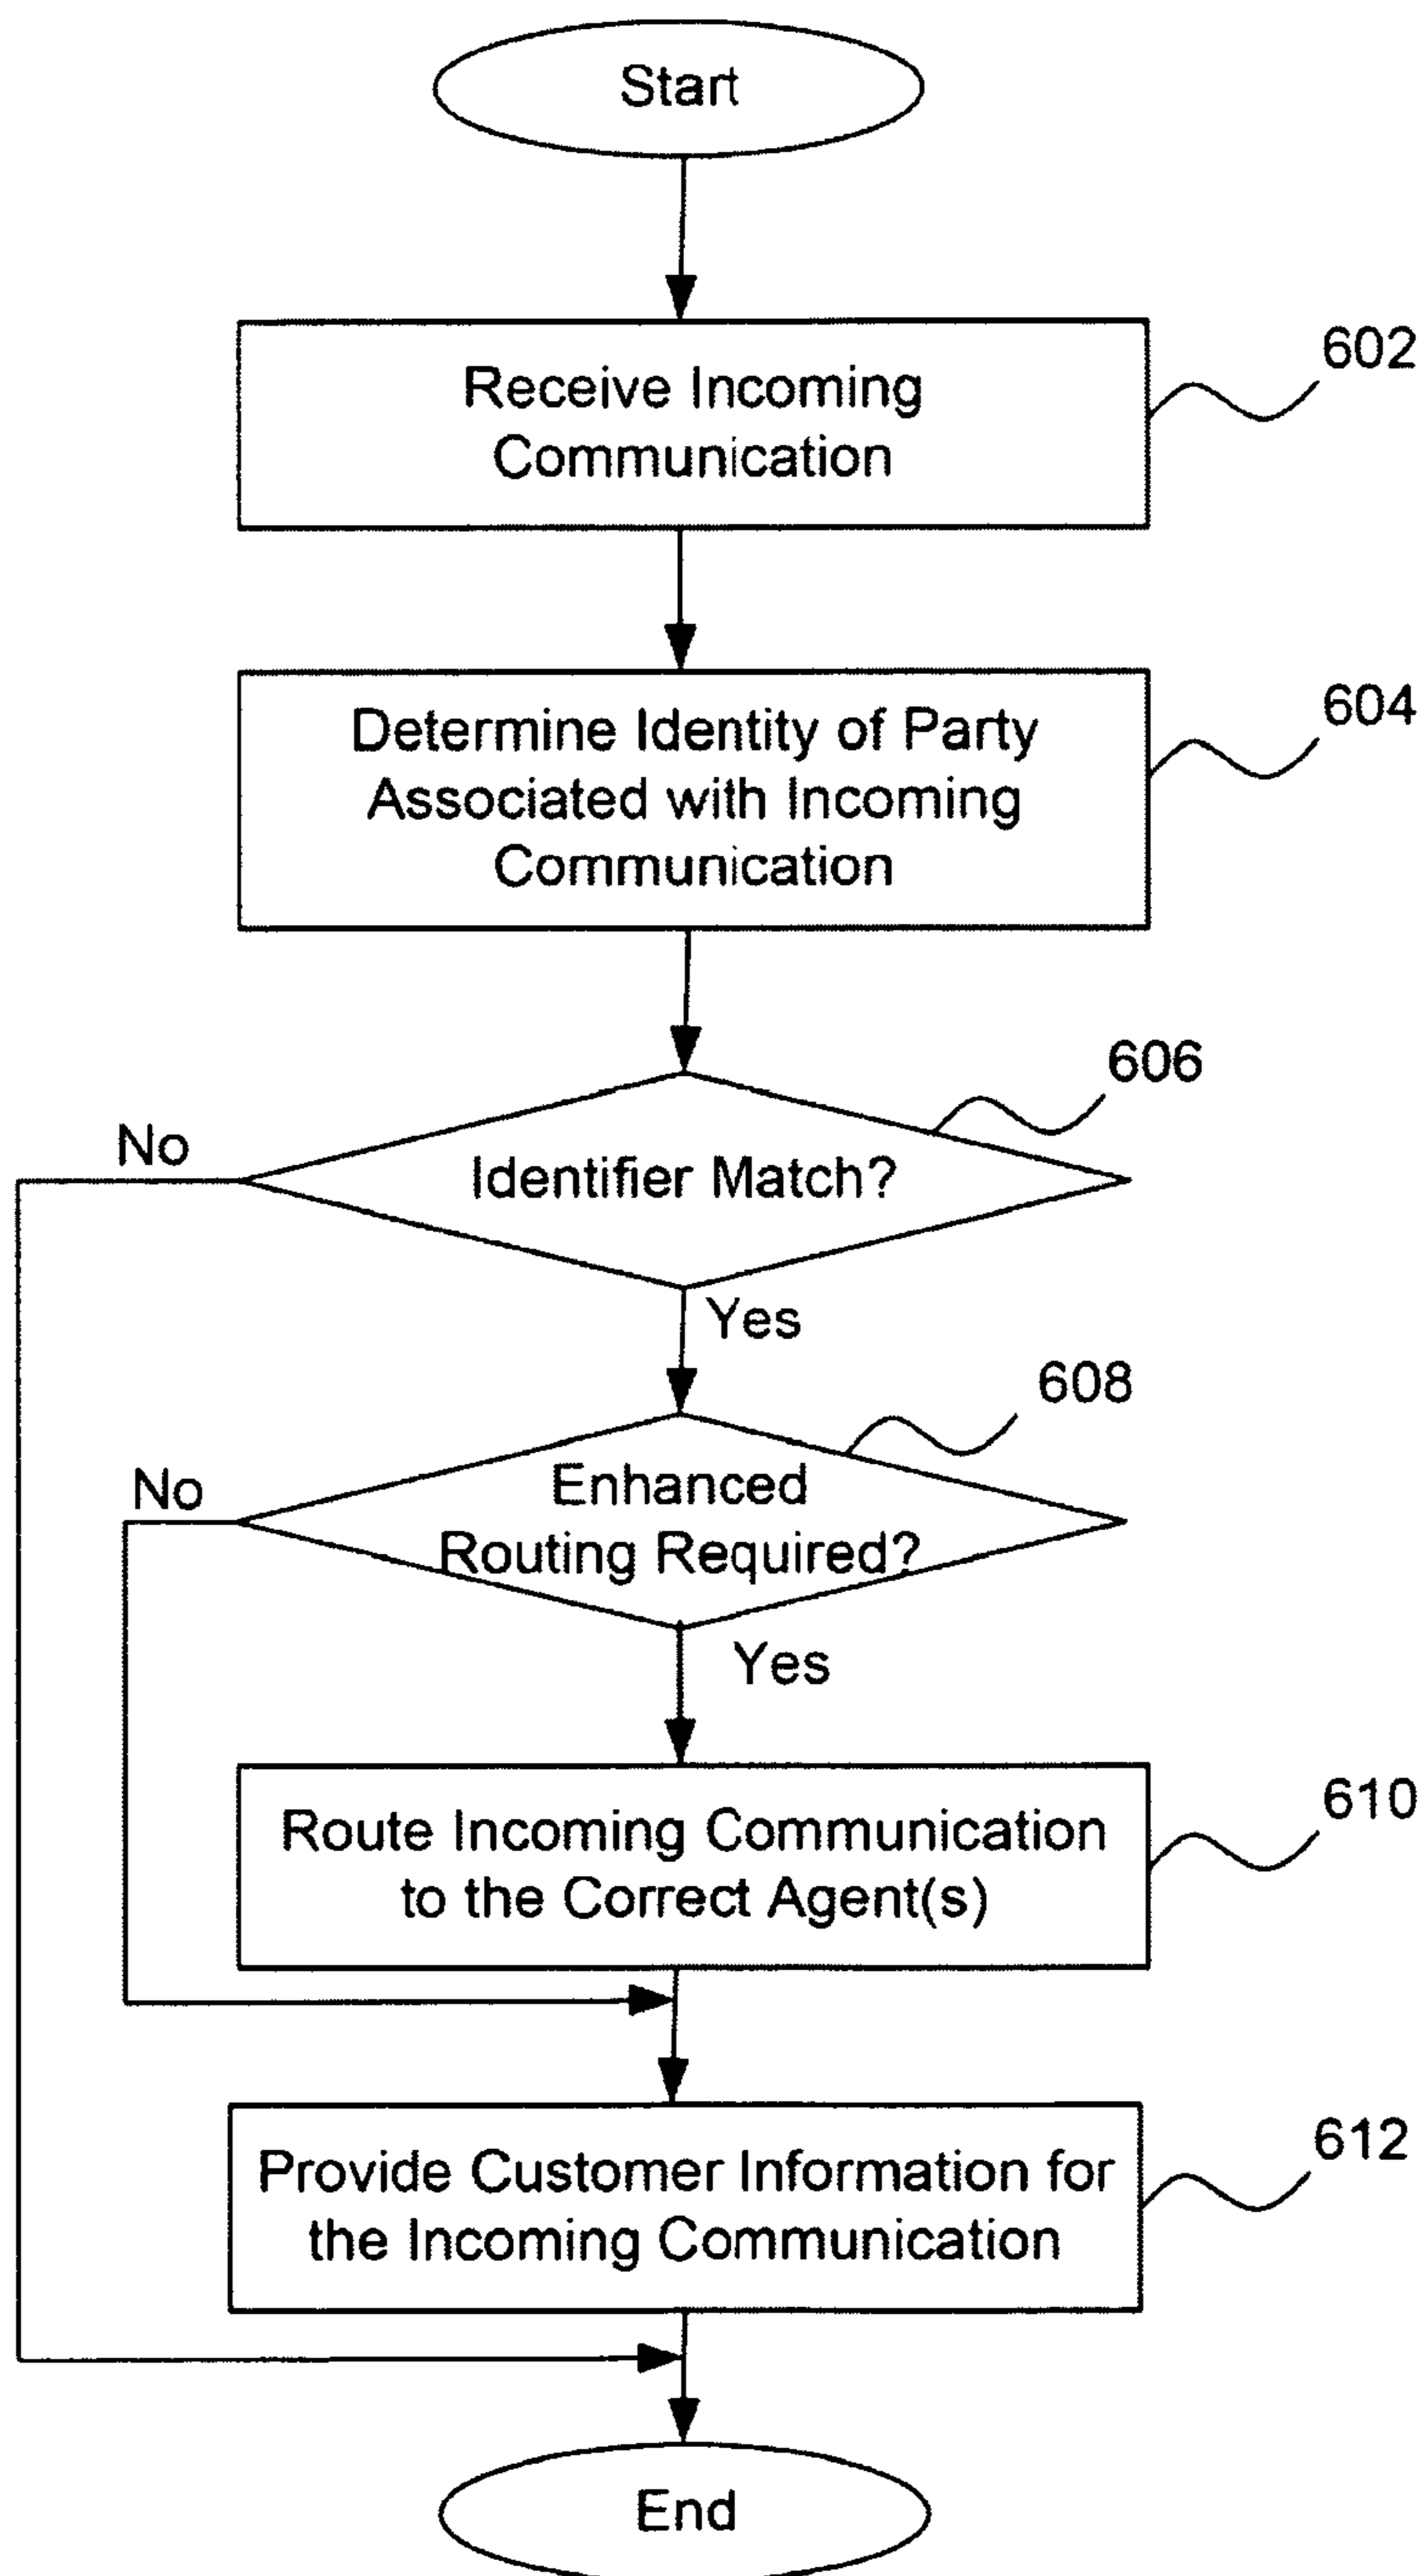 Start
Receive Incoming
Communication
602
Determine Identity of Party
Associated with Incoming
Communication
604
606
No
Identifier Match?
Yes
608
No
Enhanced
Routing Required?
Yes
Route Incoming Communication
to the Correct Agent(s)
610
Provide Customer Information for
the Incoming Communication
612
End